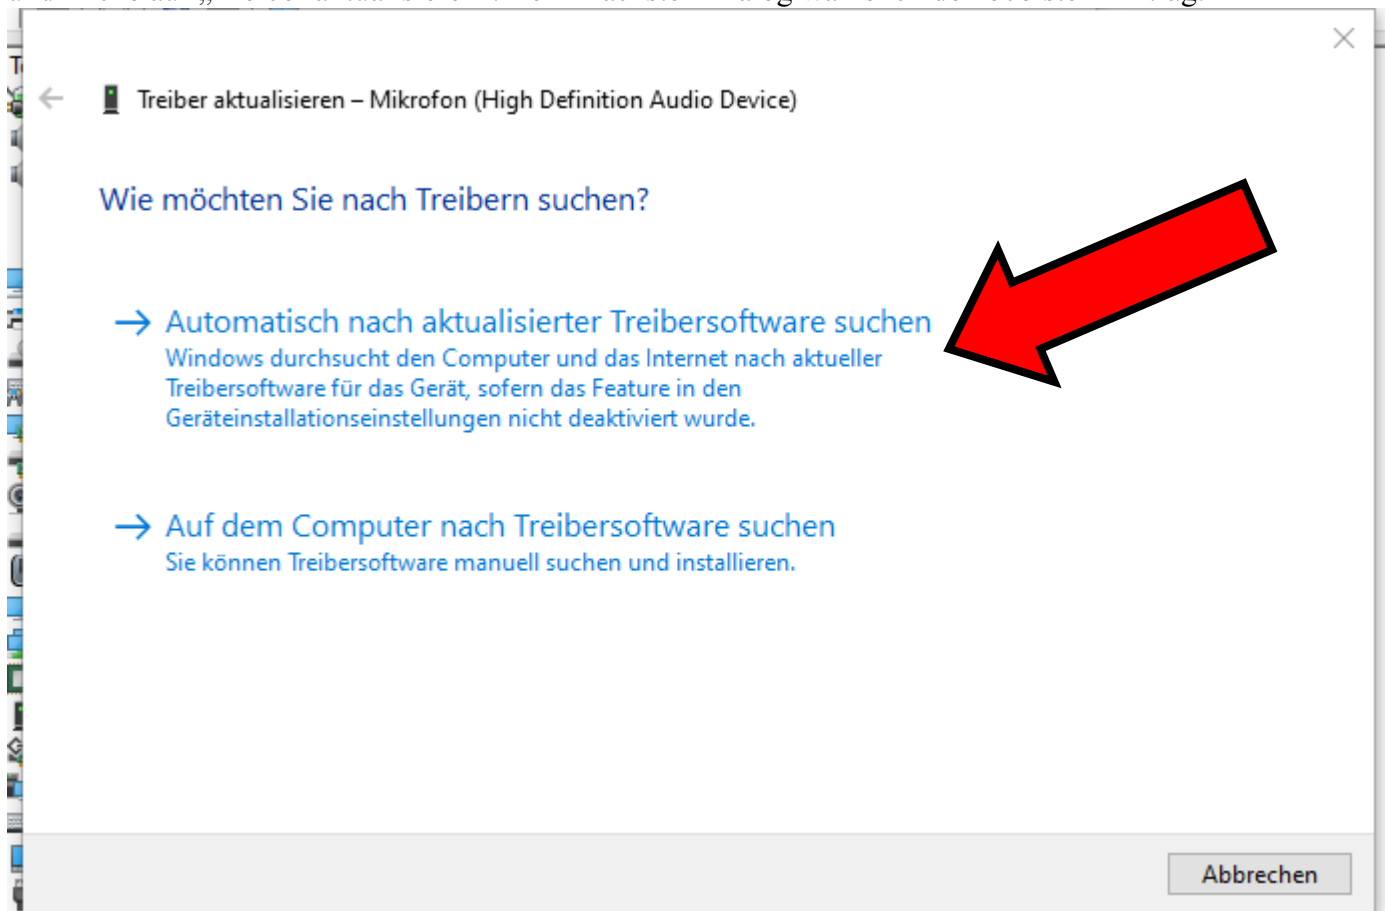 Treiber aktualisieren – Mikrofon (High Definition Audio Device)
Wie möchten Sie nach Treibern suchen?
Automatisch nach aktualisierter Treibersoftware suchen
Windows durchsucht den Computer und das Internet nach aktueller
Treibersoftware für das Gerät, sofern das Feature in den
Geräteinstallationseinstellungen nicht deaktiviert wurde.
Auf dem Computer nach Treibersoftware suchen
Sie können Treibersoftware manuell suchen und installieren.
Abbrechen